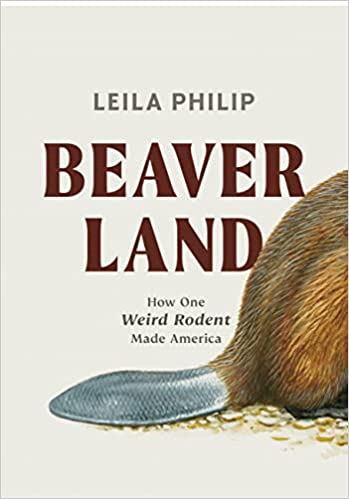 LEILA PHILIP
BEAVER
LAND
How One
Weird Rodent
Made America